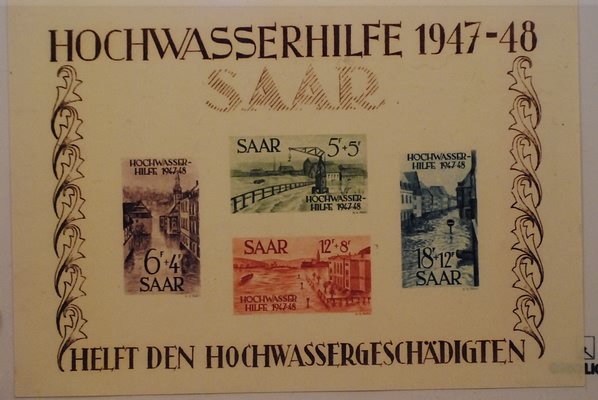 HOCHWASSERHILFE 1947-48
SAAR
HOCHWASSER-
HILFE 1947-48
6F+4F
SAAR
SAAR 5F+5F
HOCHWASSER-
HILFE 1947-48
SAAR 12F+8F
HOCHWASSER
HILFE 1947-48
HOCHWASSER-
HILFE 1947-48
18F+12F
SAAR
HELFT DEN HOCHWASSERGESCHÄDIGTEN